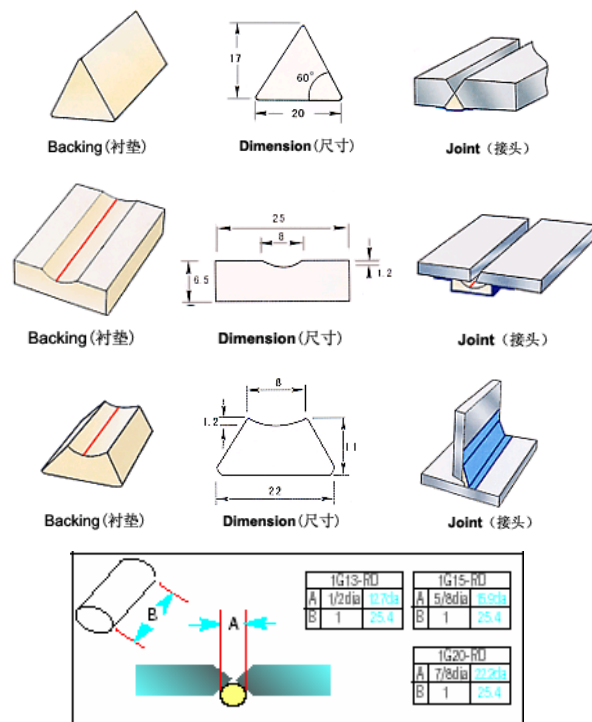 17
60°
20
Backing(衬垫)
Dimension(尺寸)
Joint（接头）
25
8
6.5
1.2
Backing(衬垫)
Dimension(尺寸)
Joint（接头）
8
1.2
11
22
Backing(衬垫)
Dimension(尺寸)
Joint（接头）
B
A
1G13-RD
A 1/2dia 12.7dia
B 1 25.4
1G15-RD
A 5/8dia 15.9dia
B 1 25.4
1G20-RD
A 7/8dia 22.2dia
B 1 25.4